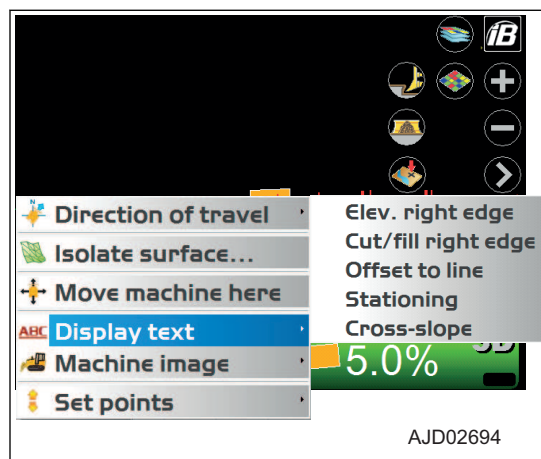 iB
Direction of travel
Isolate surface...
Move machine here
ABC Display text
Machine image
Set points
Elev. right edge
Cut/fill right edge
Offset to line
Stationing
Cross-slope
5.0%
3D
AJD02694